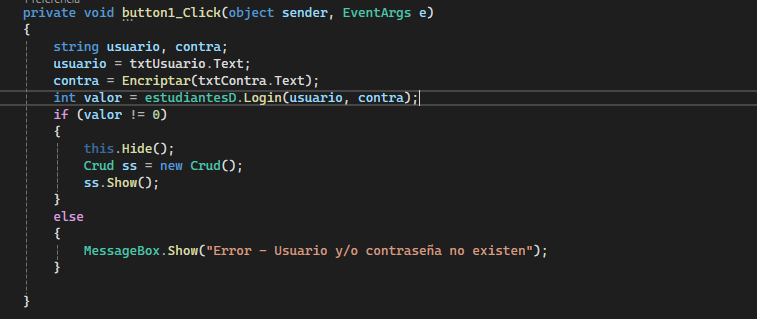 1 referencia
private void button1_Click(object sender, EventArgs e)
{
string usuario, contra;
usuario = txtUsuario.Text;
contra = Encriptar(txtContra.Text);
int valor = estudiantesD.Login(usuario, contra);
if (valor != 0)
{
this.Hide();
Crud ss = new Crud();
ss.Show();
}
else
{
MessageBox.Show("Error - Usuario y/o contraseña no existen");
}
}